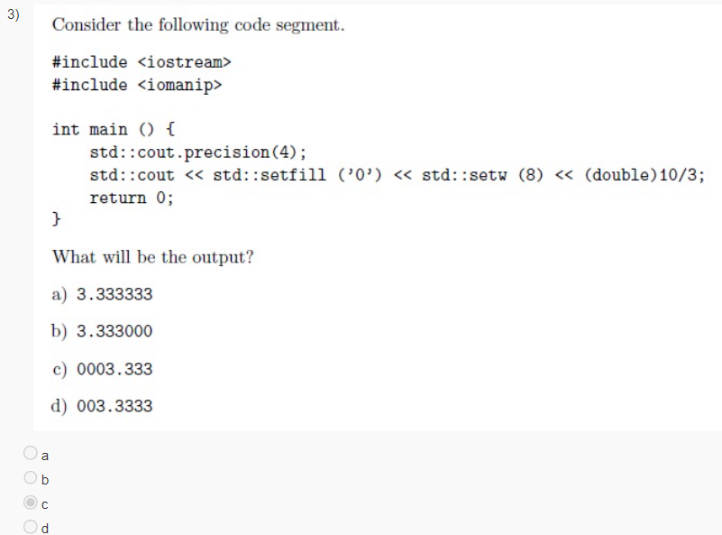 3)
Consider the following code segment.
#include <iostream>
#include <iomanip>
int main () {
std::cout.precision(4);
std::cout << std::setfill ('0') << std::setw (8) << (double)10/3;
return 0;
}
What will be the output?
a) 3.333333
b) 3.333000
c) 0003.333
d) 003.3333
a
b
c
d